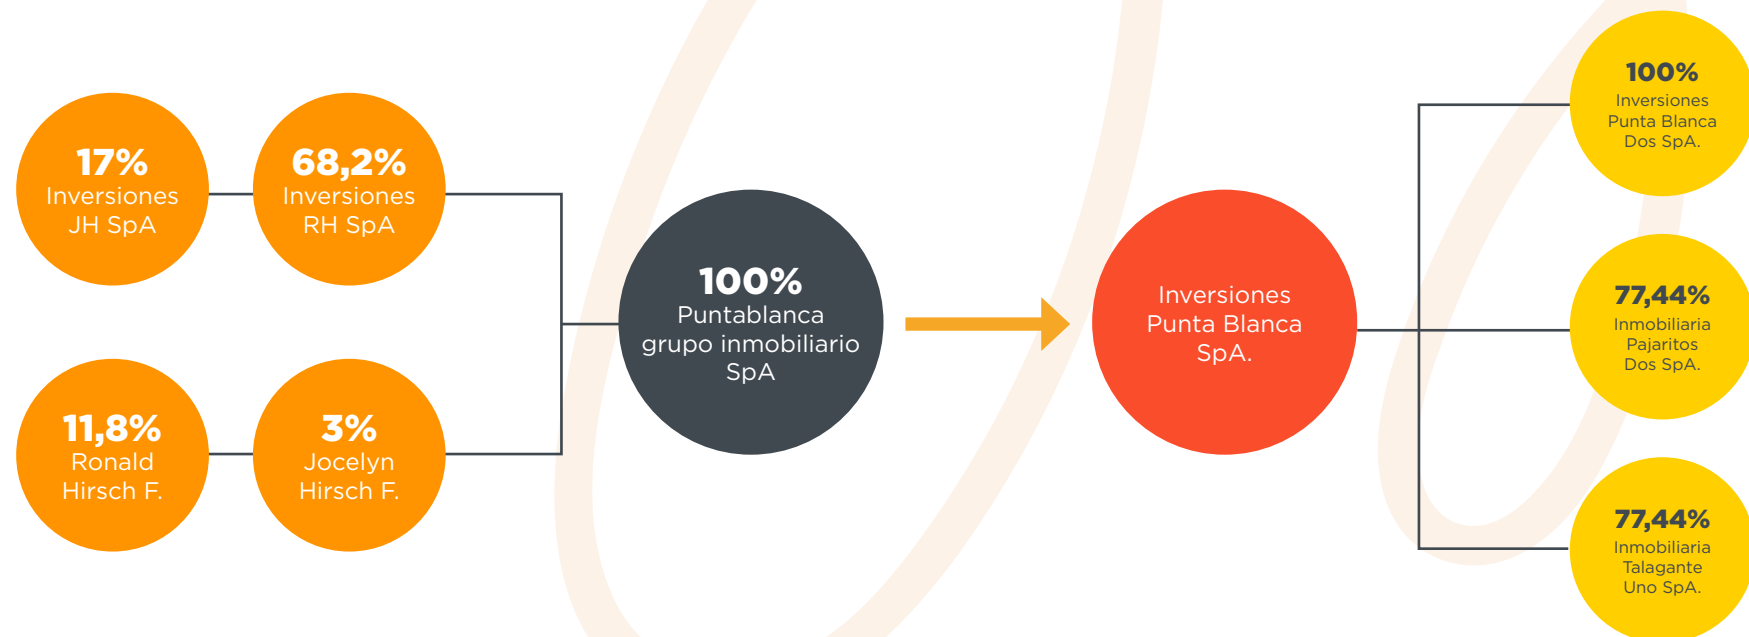 17%
Inversiones
JH SpA
68,2%
Inversiones
RH SpA
11,8%
Ronald
Hirsch F.
3%
Jocelyn
Hirsch F.
100%
Puntablanca
grupo inmobiliario
SpA
Inversiones
Punta Blanca
SpA.
100%
Inversiones
Punta Blanca
Dos SpA.
77,44%
Inmobiliaria
Pajaritos
Dos SpA.
77,44%
Inmobiliaria
Talagante
Uno SpA.